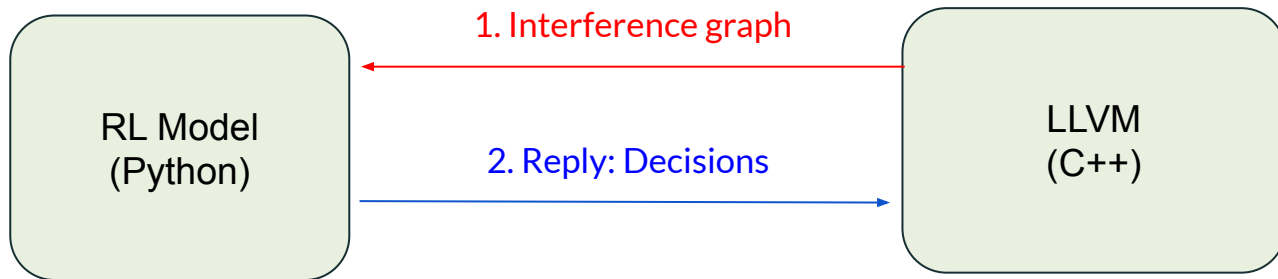 1. Interference graph
RL Model
(Python)
2. Reply: Decisions
LLVM
(C++)